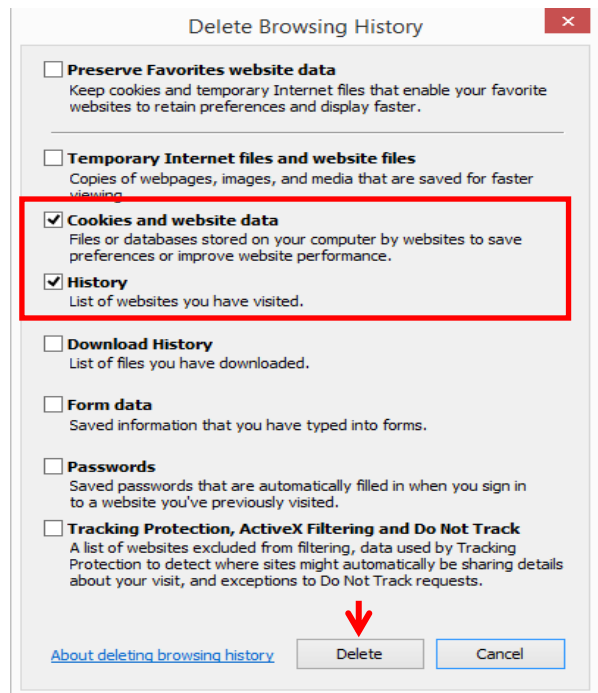 Delete Browsing History
Preserve Favorites website data
Keep cookies and temporary Internet files that enable your favorite
websites to retain preferences and display faster.
Temporary Internet files and website files
Copies of webpages, images, and media that are saved for faster
viewing.
Cookies and website data
Files or databases stored on your computer by websites to save
preferences or improve website performance.
History
List of websites you have visited.
Download History
List of files you have downloaded.
Form data
Saved information that you have typed into forms.
Passwords
Saved passwords that are automatically filled in when you sign in
to a website you've previously visited.
Tracking Protection, ActiveX Filtering and Do Not Track
A list of websites excluded from filtering, data used by Tracking
Protection to detect where sites might automatically be sharing details
about your visit, and exceptions to Do Not Track requests.
About deleting browsing history
Delete
Cancel